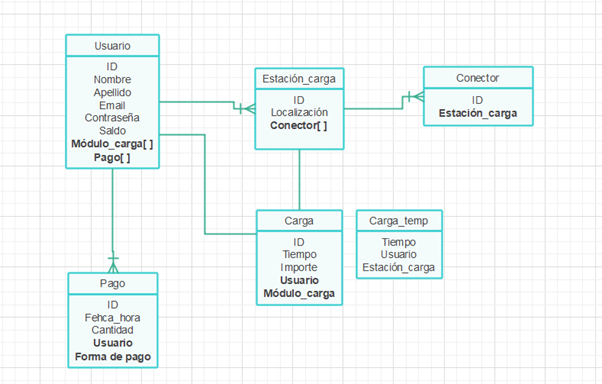 Usuario
ID
Nombre
Apellido
Email
Contraseña
Saldo
Módulo_carga[ ]
Pago[ ]
Estación_carga
ID
Localización
Conector[ ]
Conector
ID
Estación_carga
Carga
ID
Tiempo
Importe
Usuario
Módulo_carga
Carga_temp
Tiempo
Usuario
Estación_carga
Pago
ID
Fehca_hora
Cantidad
Usuario
Forma de pago